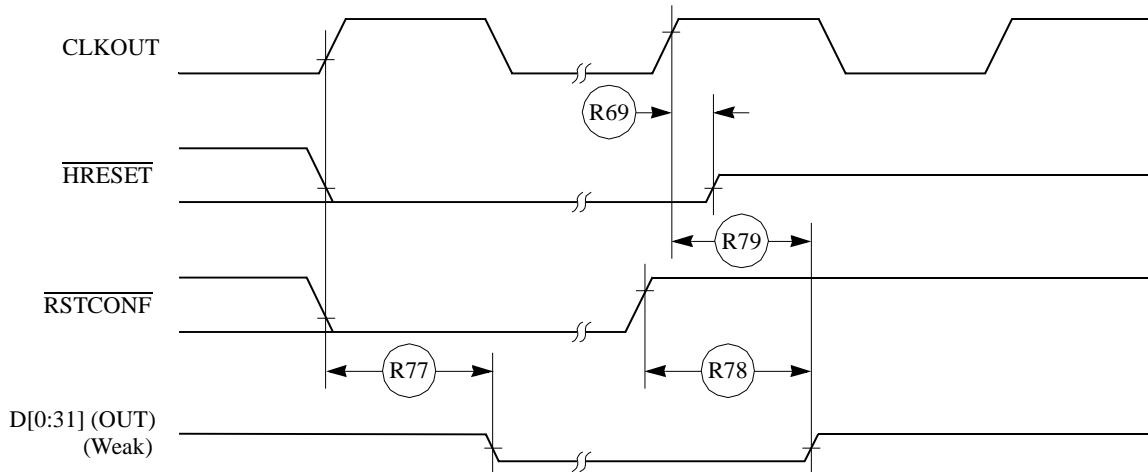 CLKOUT
R69
HRESET
R79
RSTCONF
R77
R78
D[0:31] (OUT)
(Weak)